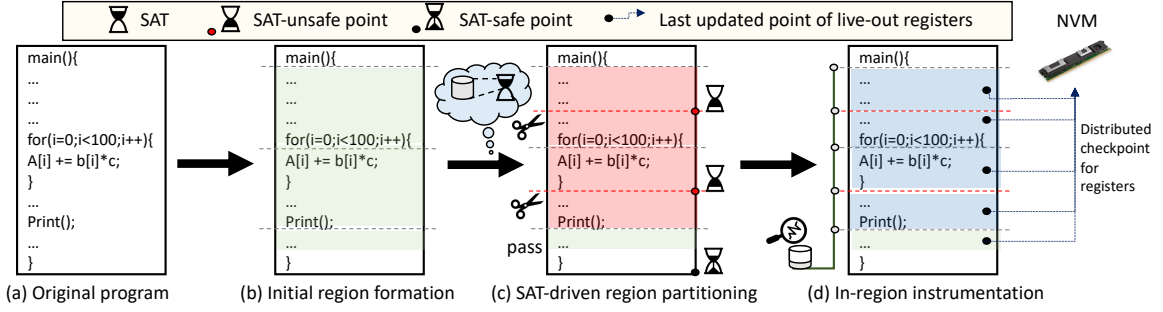 SAT SAT-unsafe point SAT-safe point Last updated point of live-out registers
NVM
main(){
...
...
...
for(i=0;i<100;i++){
A[i] += b[i]*c;
}
...
Print();
...
}
(a) Original program
main(){
...
...
...
for(i=0;i<100;i++){
A[i] += b[i]*c;
}
...
Print();
...
}
(b) Initial region formation
main(){
...
...
...
for(i=0;i<100;i++){
A[i] += b[i]*c;
}
...
Print();
pass ...
}
(c) SAT-driven region partitioning
main(){
...
...
...
for(i=0;i<100;i++){
A[i] += b[i]*c;
}
...
Print();
...
}
(d) In-region instrumentation
Distributed
checkpoint
for
registers